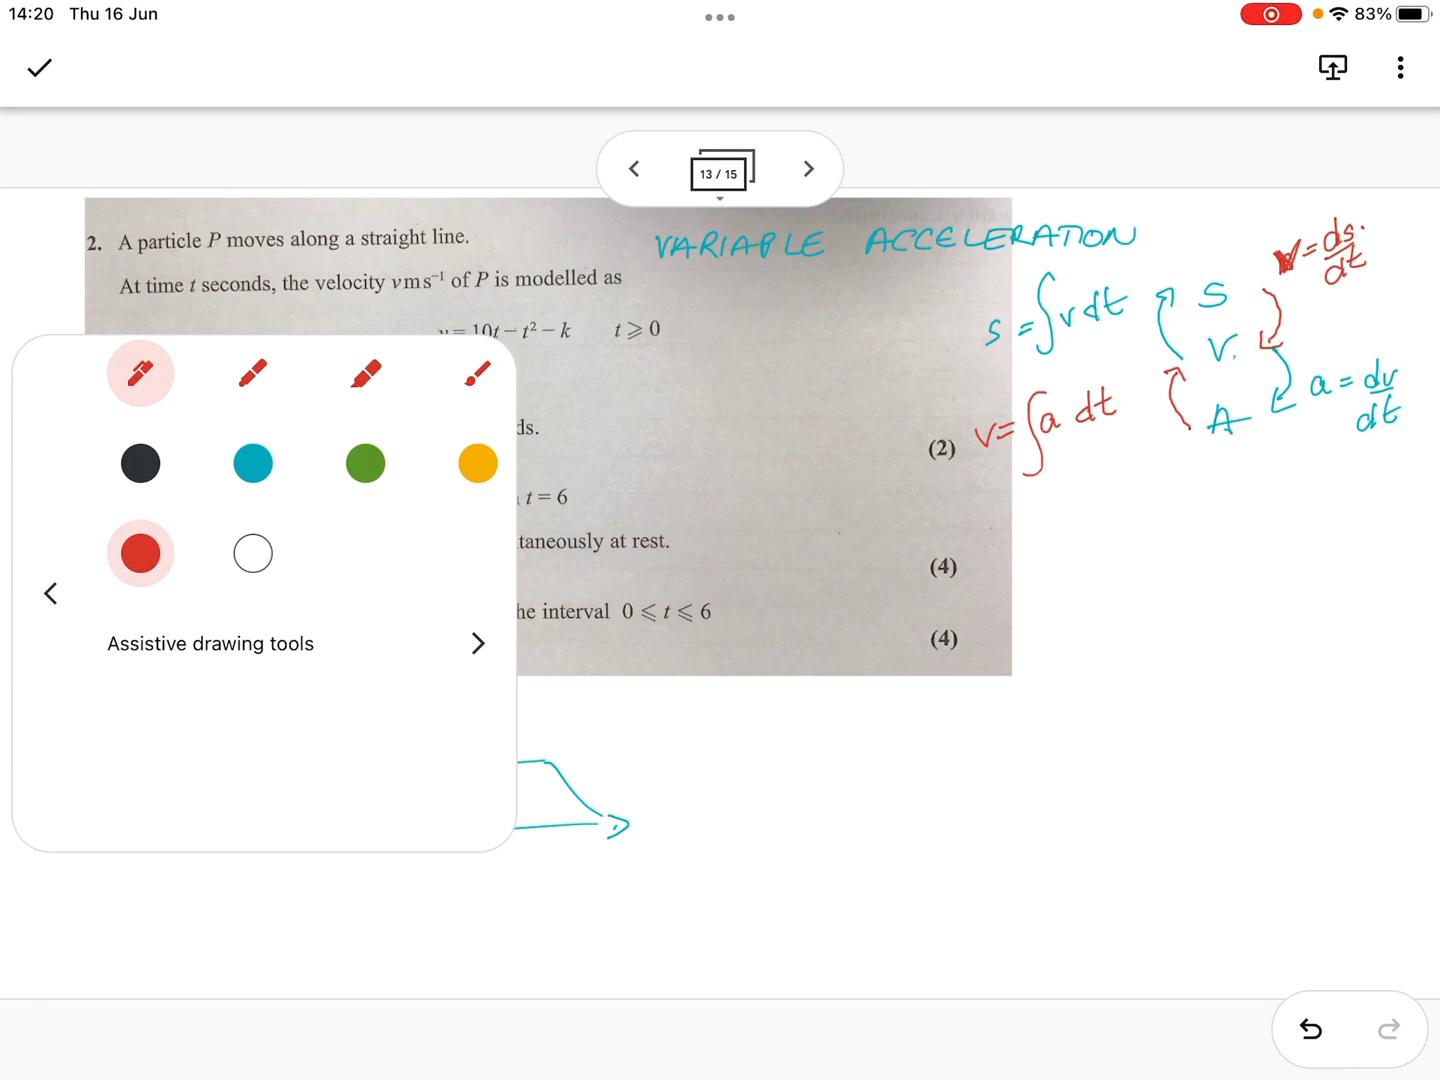 14:20 Thu 16 Jun
83%
13 / 15
2. A particle P moves along a straight line.
At time t seconds, the velocity v m s⁻¹ of P is modelled as
v = 10t − t² − k t ⩾ 0
ds.
(2)
t = 6
taneously at rest.
(4)
he interval 0 ⩽ t ⩽ 6
(4)
VARIABLE ACCELERATION
V = ds/dt
s = ∫v dt
S
V.
v = ∫a dt
A
a = dv/dt
Assistive drawing tools